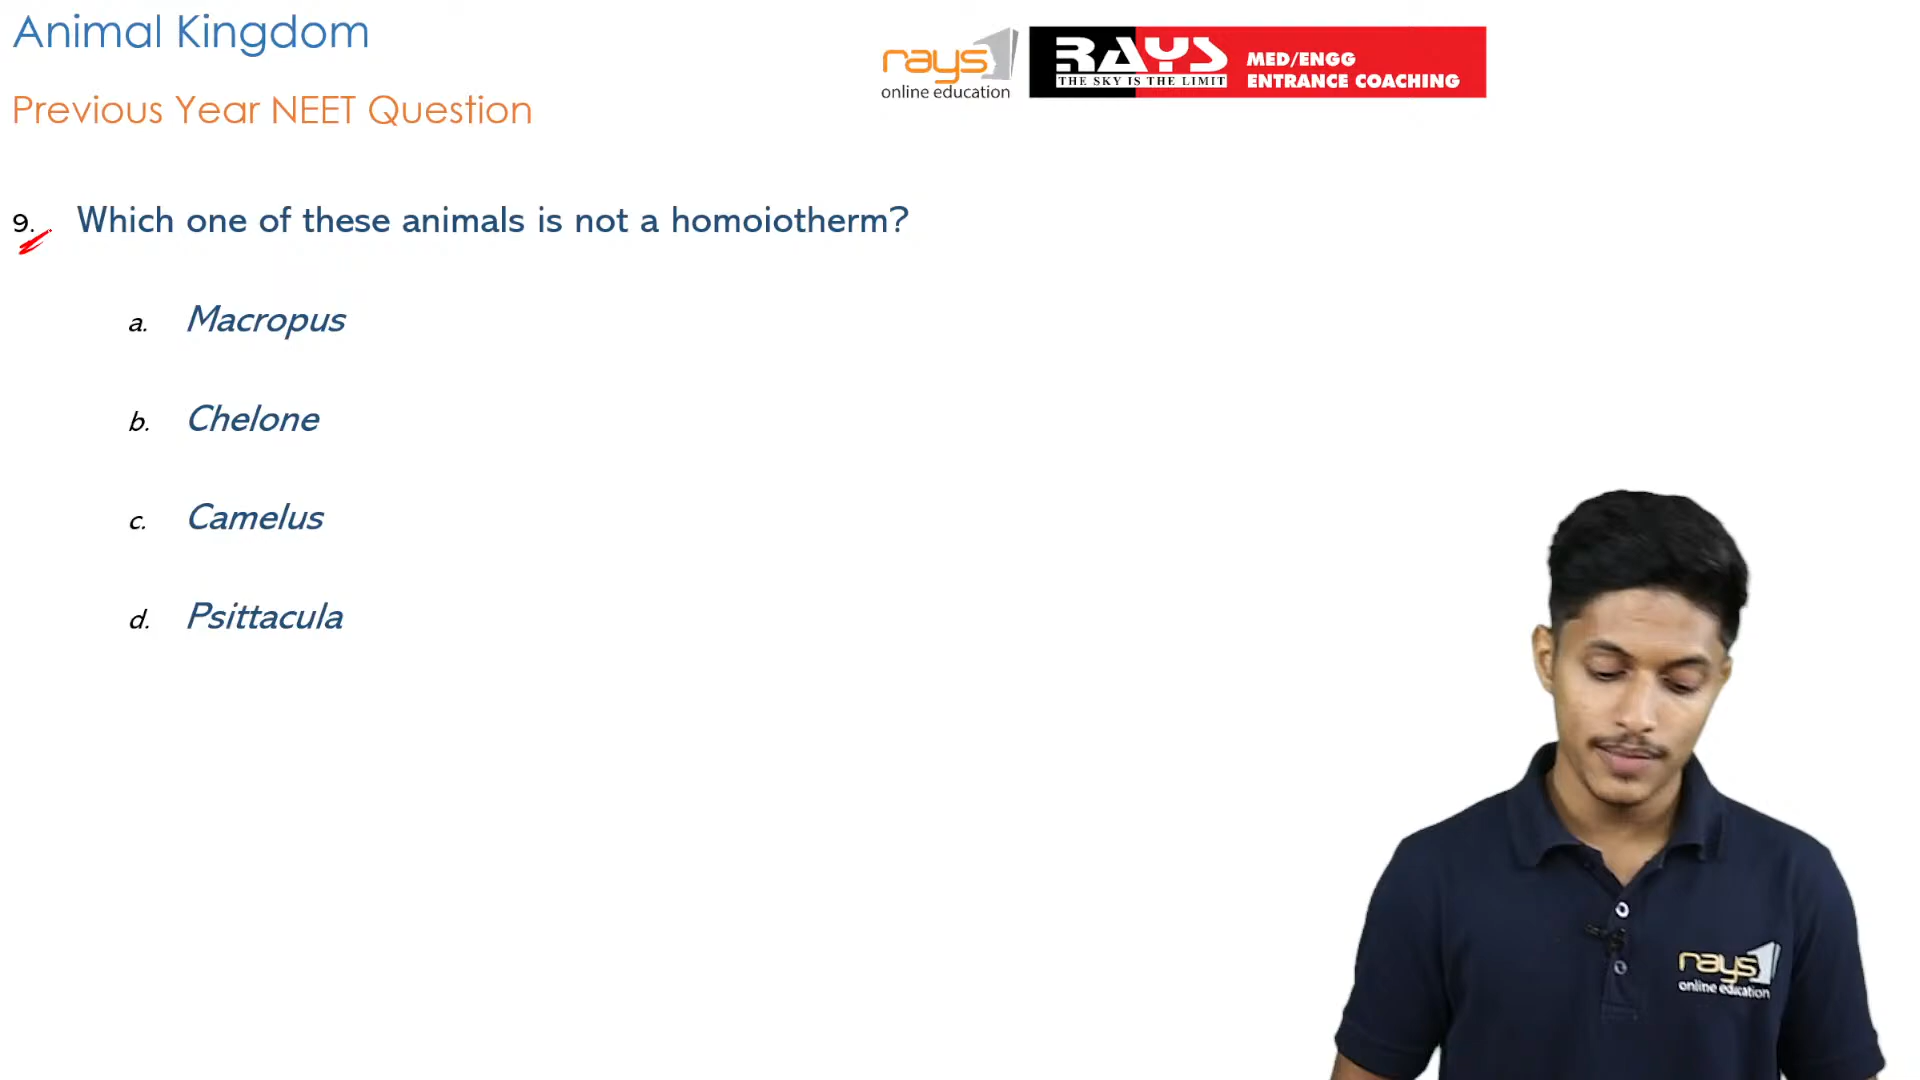 Animal Kingdom
rays
online education
RAYS
THE SKY IS THE LIMIT
MED/ENGG
ENTRANCE COACHING
Previous Year NEET Question
9. Which one of these animals is not a homoiotherm?
a. Macropus
b. Chelone
c. Camelus
d. Psittacula
rays
online education